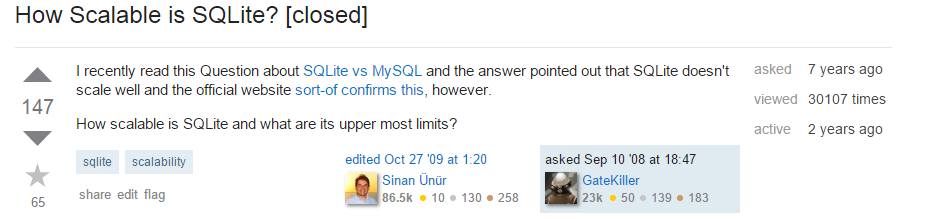 How Scalable is SQLite? [closed]
147
65
I recently read this Question about SQLite vs MySQL and the answer pointed out that SQLite doesn't
scale well and the official website sort-of confirms this, however.
How scalable is SQLite and what are its upper most limits?
sqlite scalability
share edit flag
edited Oct 27 '09 at 1:20
Sinan Ünür
86.5k ● 10 ● 130 ● 258
asked Sep 10 '08 at 18:47
GateKiller
23k ● 50 ● 139 ● 183
asked 7 years ago
viewed 30107 times
active 2 years ago